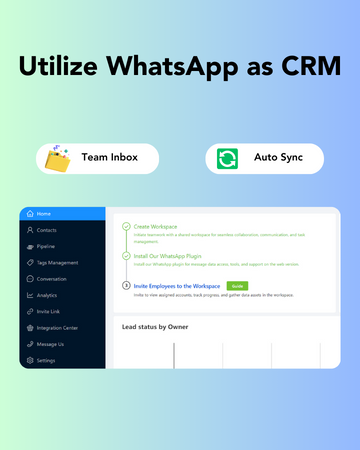 Utilize WhatsApp as CRM
Team Inbox
Auto Sync
Home
Contacts
Pipeline
Tags Management
Conversation
Analytics
Invite Link
Integration Center
Message Us
Settings
Create Workspace
Initiate teamwork with a shared workspace for seamless collaboration, communication, and task
management.
Install Our WhatsApp Plugin
Install our WhatsApp plugin for message data access, tools, and support on the web version.
3 Invite Employees to the Workspace Guide
Invite to view assigned accounts, track progress, and gather data assets in the workspace.
Lead status by Owner